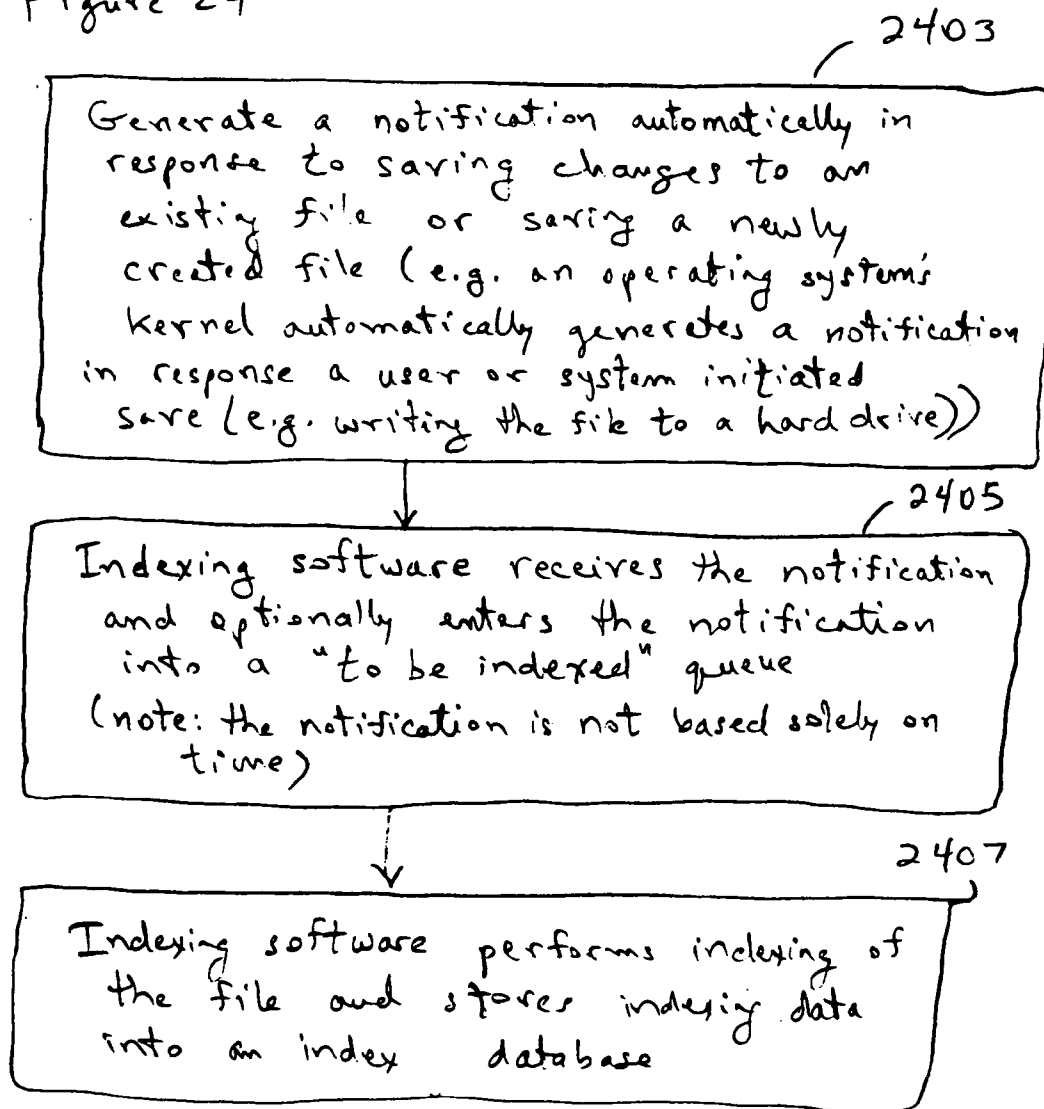 Figure 24
2403
Generate a notification automatically in
response to saving changes to an
existing file or saving a newly
created file (e.g. an operating system's
kernel automatically generates a notification
in response a user or system initiated
save (e.g. writing the file to a hard drive))
2405
Indexing software receives the notification
and optionally enters the notification
into a "to be indexed" queue
(note: the notification is not based solely on
time)
2407
Indexing software performs indexing of
the file and stores indexing data
into an index database